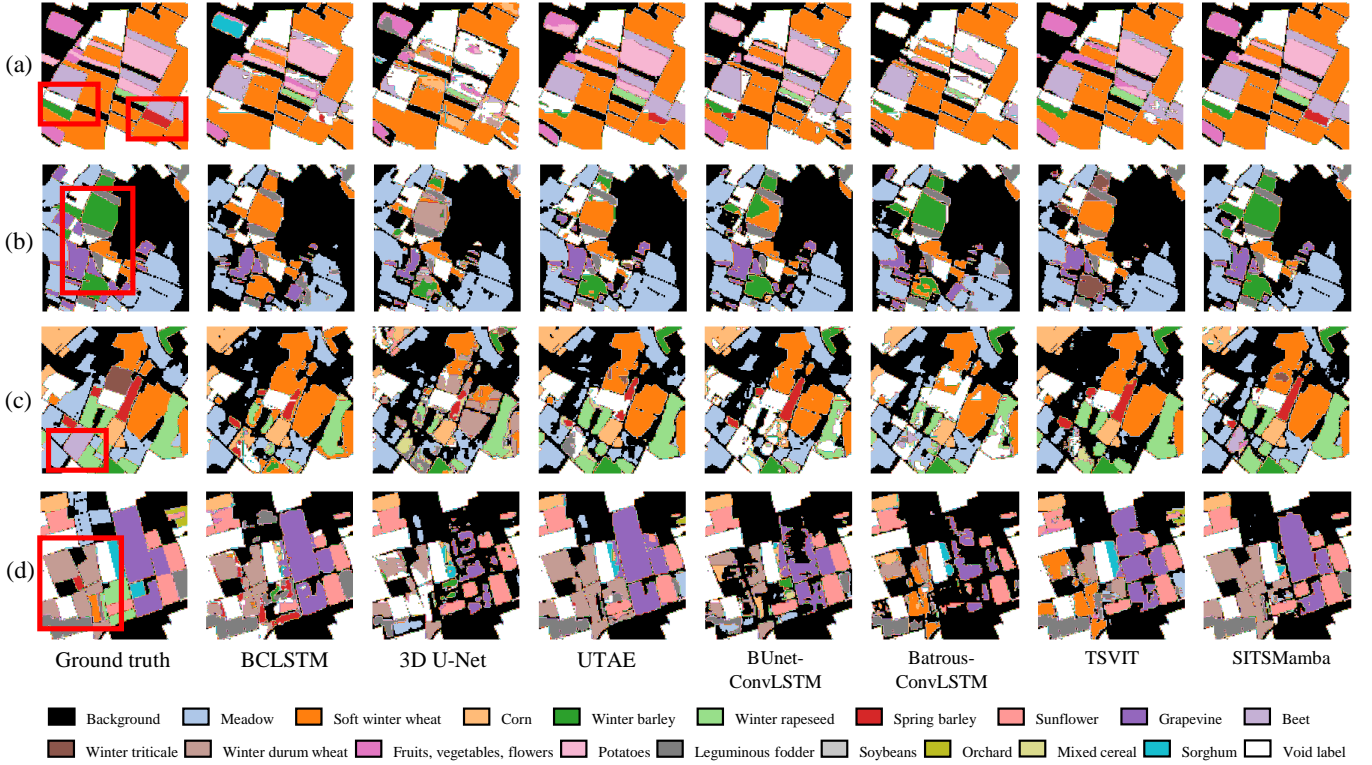 (a)
(b)
(c)
(d)
Ground truth BCLSTM 3D U-Net UTAE BUnet- Batrous- TSVIT SITSMamba
ConvLSTM ConvLSTM
Background Meadow Soft winter wheat Corn Winter barley Winter rapeseed Spring barley Sunflower Grapevine Beet
Winter triticale Winter durum wheat Fruits, vegetables, flowers Potatoes Leguminous fodder Soybeans Orchard Mixed cereal Sorghum Void label